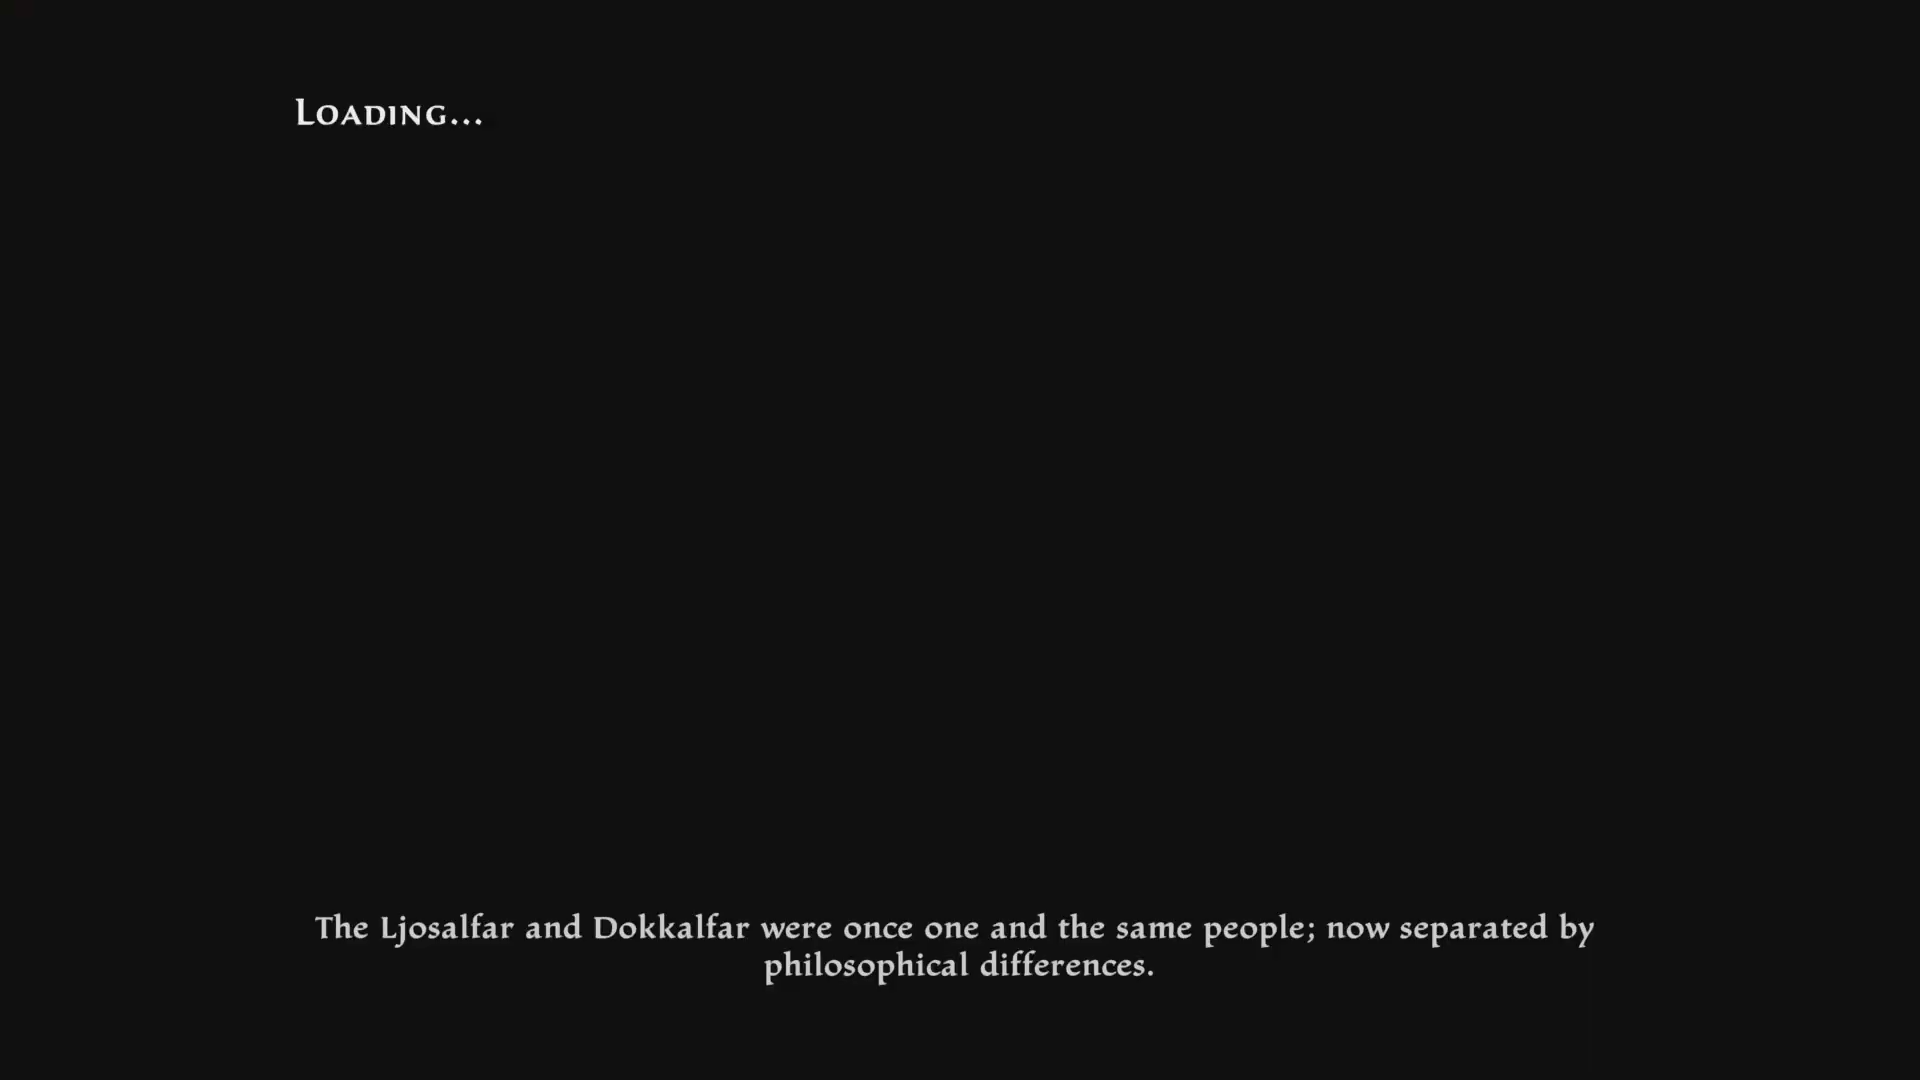 Loading...
The Ljosalfar and Dokkalfar were once one and the same people; now separated by
philosophical differences.